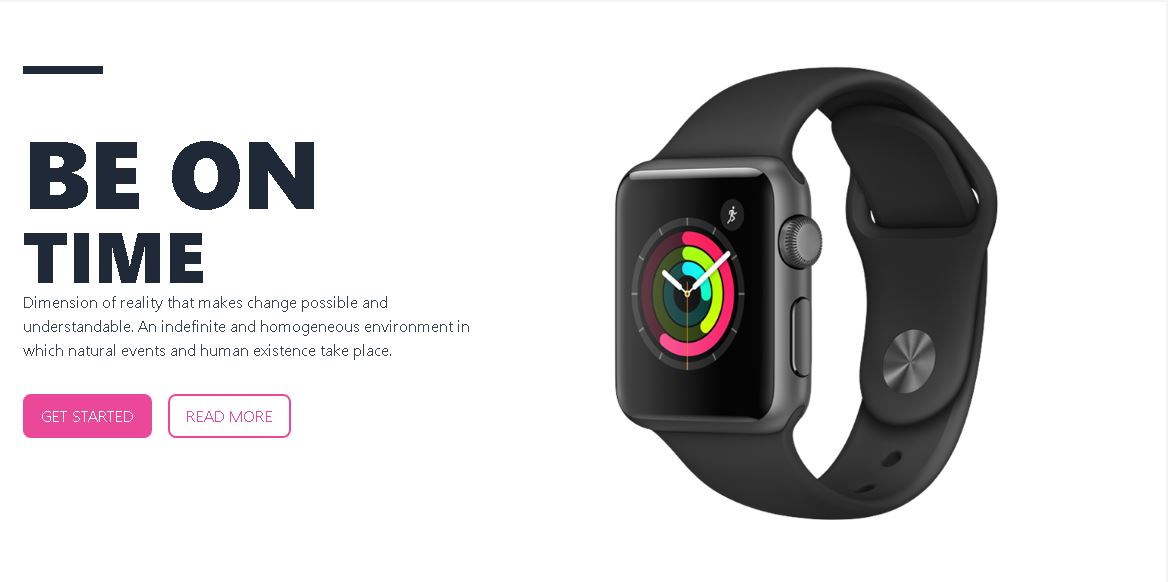 BE ON
TIME
Dimension of reality that makes change possible and
understandable. An indefinite and homogeneous environment in
which natural events and human existence take place.
GET STARTED
READ MORE